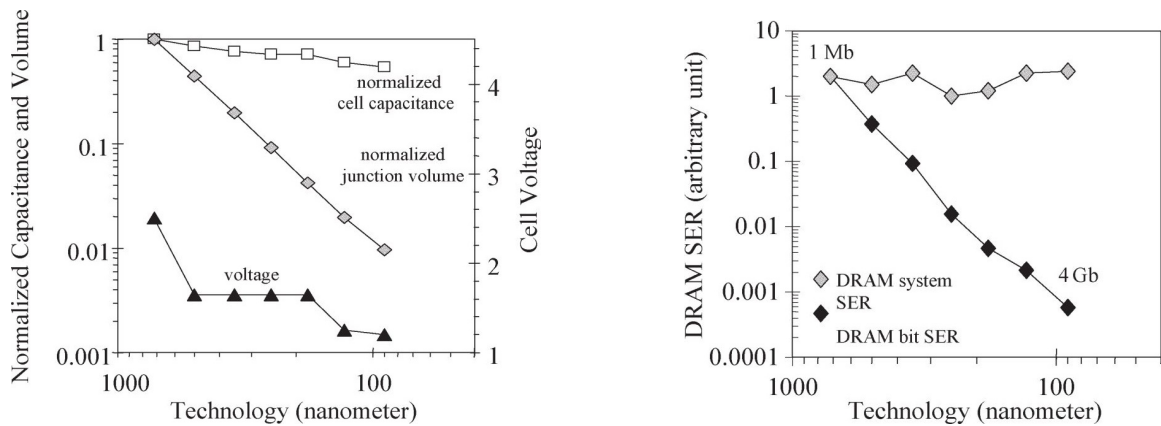 Normalized Capacitance and Volume
1
0.1
0.01
0.001
normalized
cell capacitance
normalized
junction volume
voltage
4
3
2
1
Cell Voltage
1000
100
Technology (nanometer)
DRAM SER (arbitrary unit)
10
1
0.1
0.01
0.001
0.0001
1 Mb
4 Gb
DRAM system
SER
DRAM bit SER
1000
100
Technology (nanometer)